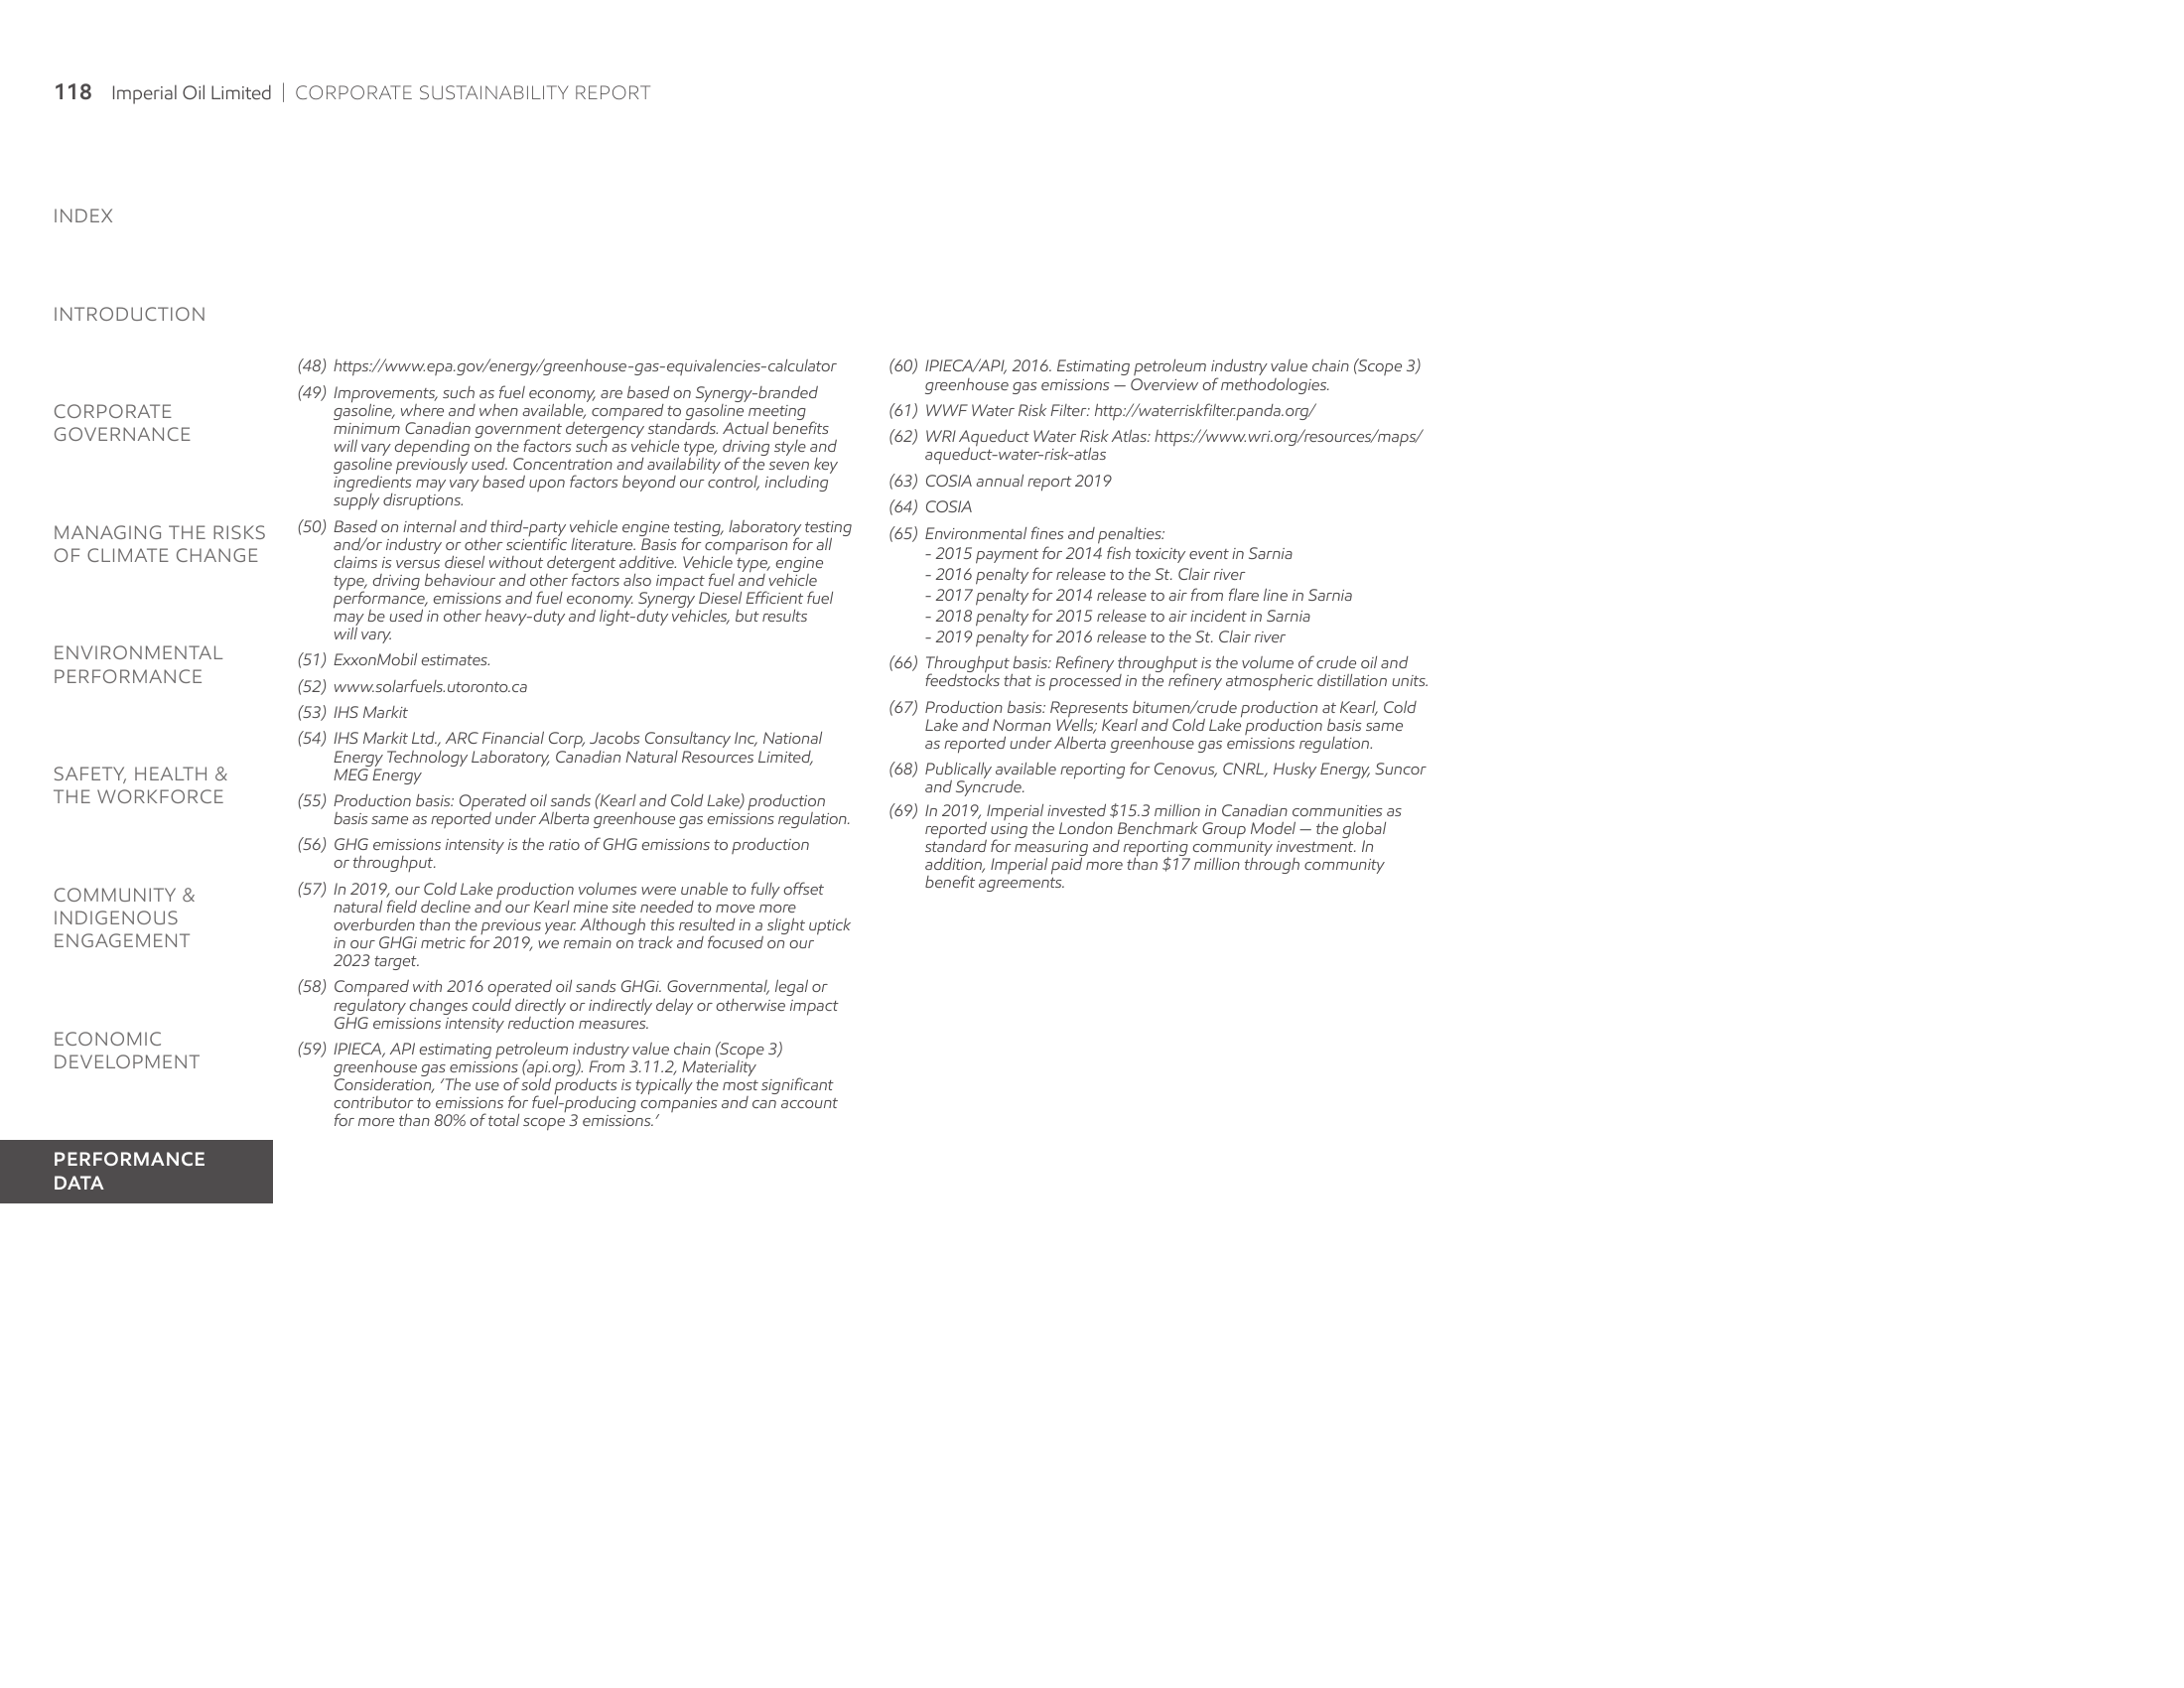 118 Imperial Oil Limited | CORPORATE SUSTAINABILITY REPORT
INDEX
INTRODUCTION
CORPORATE
GOVERNANCE
MANAGING THE RISKS
OF CLIMATE CHANGE
ENVIRONMENTAL
PERFORMANCE
SAFETY, HEALTH &
THE WORKFORCE
COMMUNITY &
INDIGENOUS
ENGAGEMENT
ECONOMIC
DEVELOPMENT
PERFORMANCE
DATA
(48) https://www.epa.gov/energy/greenhouse-gas-equivalencies-calculator
(49) Improvements, such as fuel economy, are based on Synergy-branded
gasoline, where and when available, compared to gasoline meeting
minimum Canadian government detergency standards. Actual benefits
will vary depending on the factors such as vehicle type, driving style and
gasoline previously used. Concentration and availability of the seven key
ingredients may vary based upon factors beyond our control, including
supply disruptions.
(50) Based on internal and third-party vehicle engine testing, laboratory testing
and/or industry or other scientific literature. Basis for comparison for all
claims is versus diesel without detergent additive. Vehicle type, engine
type, driving behaviour and other factors also impact fuel and vehicle
performance, emissions and fuel economy. Synergy Diesel Efficient fuel
may be used in other heavy-duty and light-duty vehicles, but results
will vary.
(51) ExxonMobil estimates.
(52) www.solarfuels.utoronto.ca
(53) IHS Markit
(54) IHS Markit Ltd., ARC Financial Corp, Jacobs Consultancy Inc, National
Energy Technology Laboratory, Canadian Natural Resources Limited,
MEG Energy
(55) Production basis: Operated oil sands (Kearl and Cold Lake) production
basis same as reported under Alberta greenhouse gas emissions regulation.
(56) GHG emissions intensity is the ratio of GHG emissions to production
or throughput.
(57) In 2019, our Cold Lake production volumes were unable to fully offset
natural field decline and our Kearl mine site needed to move more
overburden than the previous year. Although this resulted in a slight uptick
in our GHGi metric for 2019, we remain on track and focused on our
2023 target.
(58) Compared with 2016 operated oil sands GHGi. Governmental, legal or
regulatory changes could directly or indirectly delay or otherwise impact
GHG emissions intensity reduction measures.
(59) IPIECA, API estimating petroleum industry value chain (Scope 3)
greenhouse gas emissions (api.org). From 3.11.2, Materiality
Consideration, ‘The use of sold products is typically the most significant
contributor to emissions for fuel-producing companies and can account
for more than 80% of total scope 3 emissions.’
(60) IPIECA/API, 2016. Estimating petroleum industry value chain (Scope 3)
greenhouse gas emissions — Overview of methodologies.
(61) WWF Water Risk Filter: http://waterriskfilter.panda.org/
(62) WRI Aqueduct Water Risk Atlas: https://www.wri.org/resources/maps/
aqueduct-water-risk-atlas
(63) COSIA annual report 2019
(64) COSIA
(65) Environmental fines and penalties:
- 2015 payment for 2014 fish toxicity event in Sarnia
- 2016 penalty for release to the St. Clair river
- 2017 penalty for 2014 release to air from flare line in Sarnia
- 2018 penalty for 2015 release to air incident in Sarnia
- 2019 penalty for 2016 release to the St. Clair river
(66) Throughput basis: Refinery throughput is the volume of crude oil and
feedstocks that is processed in the refinery atmospheric distillation units.
(67) Production basis: Represents bitumen/crude production at Kearl, Cold
Lake and Norman Wells; Kearl and Cold Lake production basis same
as reported under Alberta greenhouse gas emissions regulation.
(68) Publically available reporting for Cenovus, CNRL, Husky Energy, Suncor
and Syncrude.
(69) In 2019, Imperial invested $15.3 million in Canadian communities as
reported using the London Benchmark Group Model — the global
standard for measuring and reporting community investment. In
addition, Imperial paid more than $17 million through community
benefit agreements.